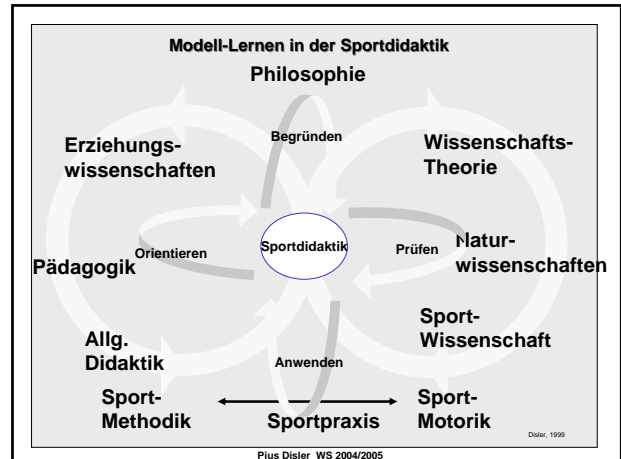 Modell-Lernen in der Sportdidaktik
Philosophie
Begründen
Erziehungs-
wissenschaften
Wissenschafts-
Theorie
Sportdidaktik
Orientieren
Prüfen
Pädagogik
Natur-
wissenschaften
Sport-
Wissenschaft
Allg.
Didaktik
Anwenden
Sport-
Methodik
Sportpraxis
Sport-
Motorik
Disler, 1999
Pius Disler WS 2004/2005